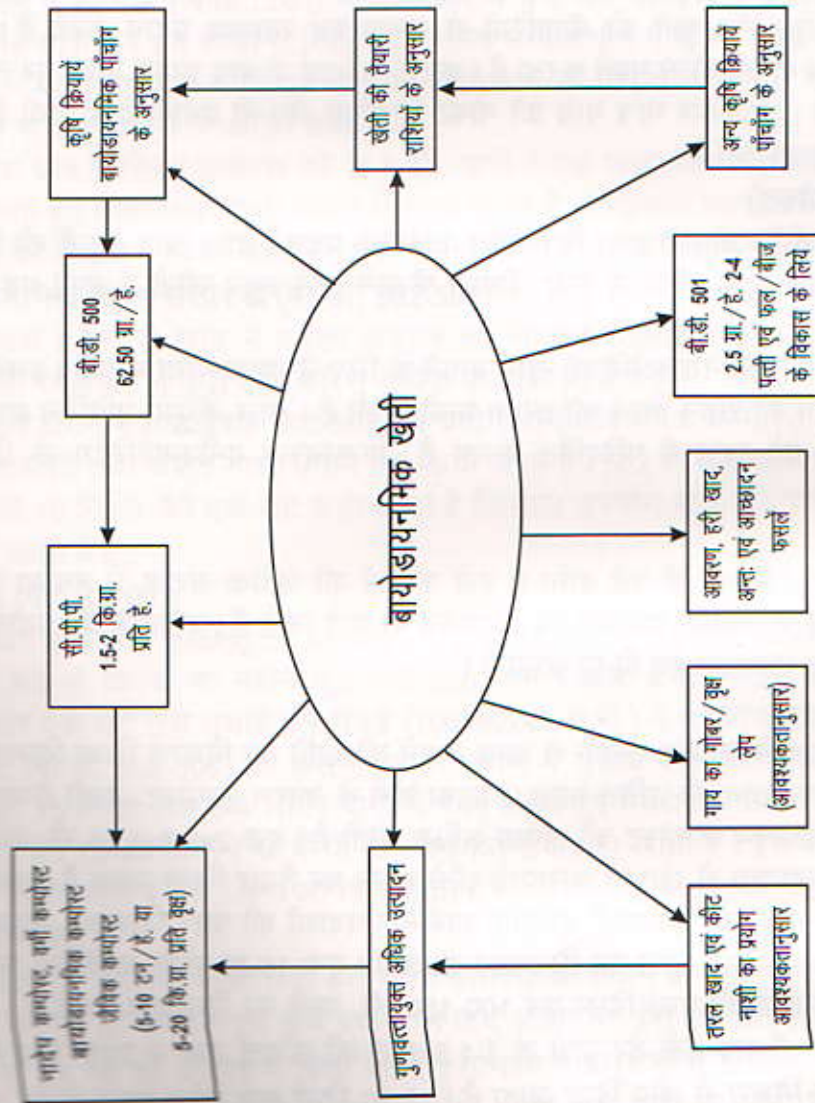 नादेप कम्पोस्ट, वर्मी कम्पोस्ट
बायोडायनमिक कम्पोस्ट
जैविक कम्पोस्ट
(5-10 टन/हे. या
5-20 कि.ग्रा. प्रति वृक्ष)
सी.पी.पी.
1.5-2 कि.ग्रा.
प्रति हे.
बी.डी. 500
62.50 ग्रा./हे.
कृषि क्रियायें
बायोडायनमिक पाँचाँग
के अनुसार
गुणवत्तायुक्त अधिक उत्पादन
बायोडायनमिक खेती
खेती की तैयारी
राशियों के अनुसार
तरल खाद एवं कीट
नाशी का प्रयोग
आवश्यकतानुसार
गाय का गोबर/वृक्ष
लेप
(आवश्यकतानुसार)
आवरण, हरी खाद,
अन्तः एवं आच्छादन
फसलें
बी.डी. 501
2.5 ग्रा./हे. 2-4
पत्ती एवं फल/बीज
के विकास के लिये
अन्य कृषि क्रियायें
पाँचाँग के अनुसार